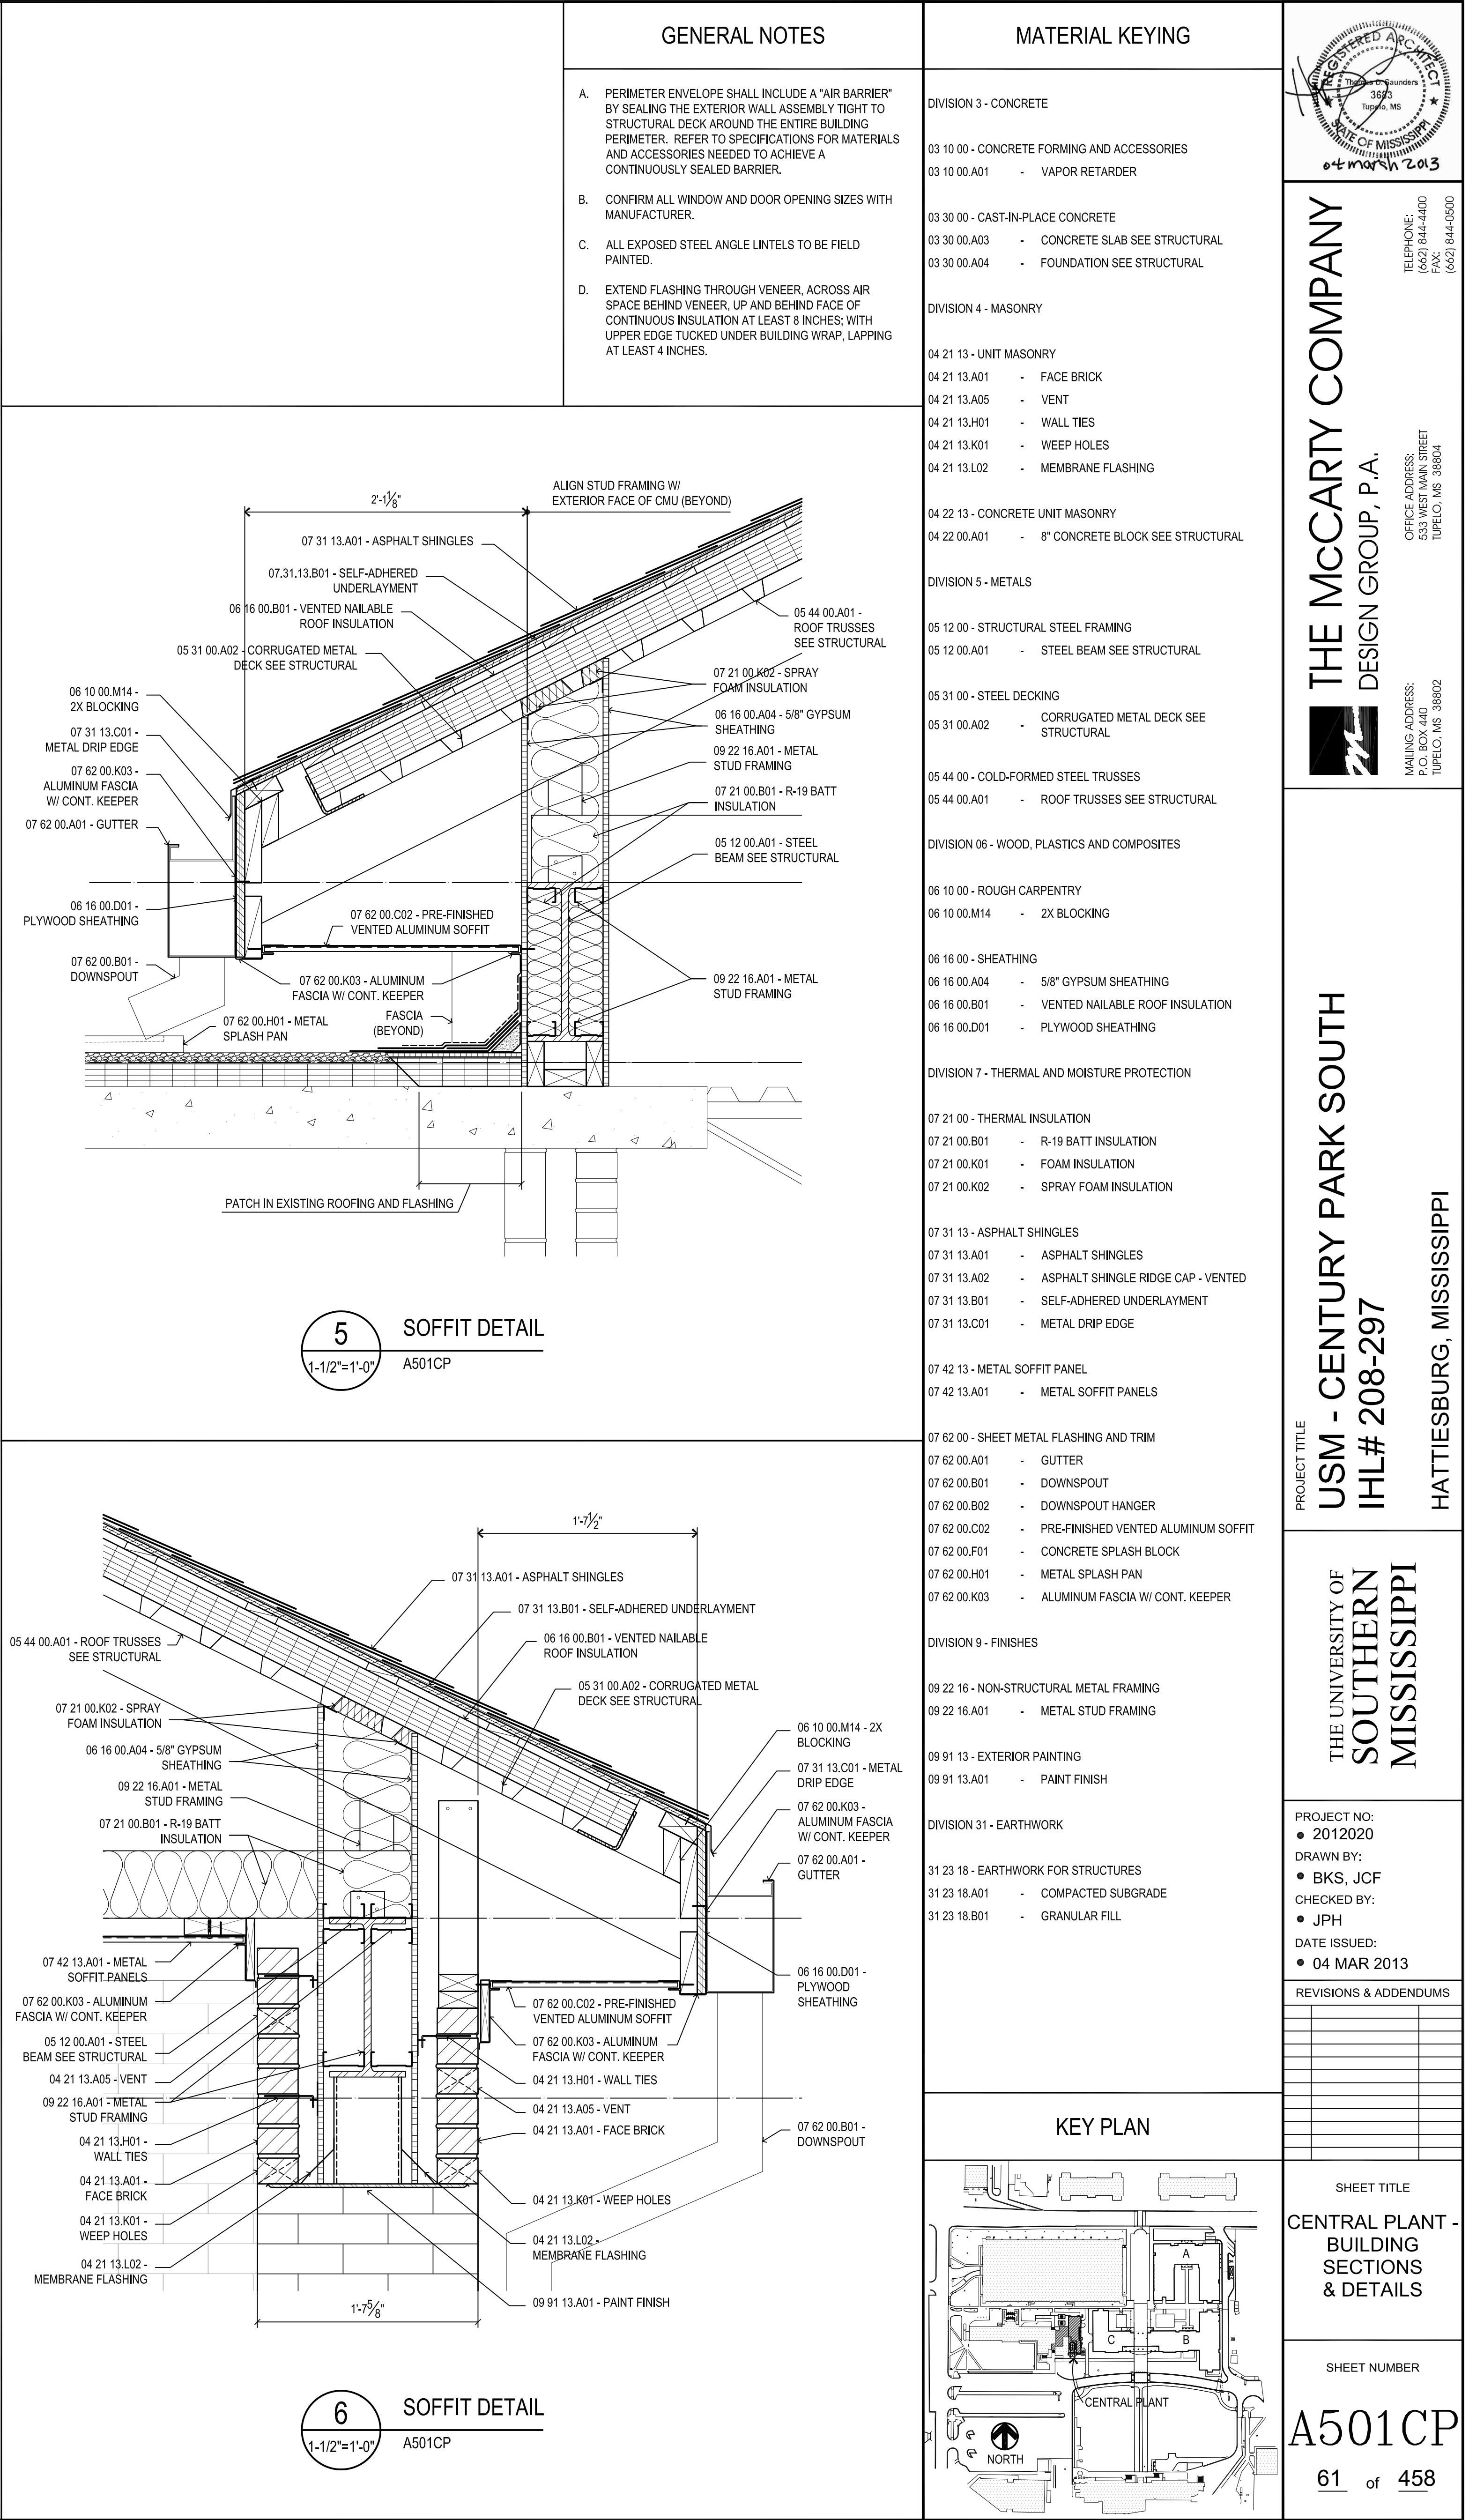 GENERAL NOTES
A. PERIMETER ENVELOPE SHALL INCLUDE A "AIR BARRIER"
BY SEALING THE EXTERIOR WALL ASSEMBLY TIGHT TO
STRUCTURAL DECK AROUND THE ENTIRE BUILDING
PERIMETER. REFER TO SPECIFICATIONS FOR MATERIALS
AND ACCESSORIES NEEDED TO ACHIEVE A
CONTINUOUSLY SEALED BARRIER.
B. CONFIRM ALL WINDOW AND DOOR OPENING SIZES WITH
MANUFACTURER.
C. ALL EXPOSED STEEL ANGLE LINTELS TO BE FIELD
PAINTED.
D. EXTEND FLASHING THROUGH VENEER, ACROSS AIR
SPACE BEHIND VENEER, UP AND BEHIND FACE OF
CONTINUOUS INSULATION AT LEAST 8 INCHES; WITH
UPPER EDGE TUCKED UNDER BUILDING WRAP, LAPPING
AT LEAST 4 INCHES.
2'-1 1/8"
ALIGN STUD FRAMING W/
EXTERIOR FACE OF CMU (BEYOND)
07 31 13.A01 - ASPHALT SHINGLES
07.31.13.B01 - SELF-ADHERED
UNDERLAYMENT
06 16 00.B01 - VENTED NAILABLE
ROOF INSULATION
05 31 00.A02 - CORRUGATED METAL
DECK SEE STRUCTURAL
06 10 00.M14 -
2X BLOCKING
07 31 13.C01 -
METAL DRIP EDGE
07 62 00.K03 -
ALUMINUM FASCIA
W/ CONT. KEEPER
07 62 00.A01 - GUTTER
06 16 00.D01 -
PLYWOOD SHEATHING
07 62 00.B01 -
DOWNSPOUT
07 62 00.C02 - PRE-FINISHED
VENTED ALUMINUM SOFFIT
07 62 00.K03 - ALUMINUM
FASCIA W/ CONT. KEEPER
07 62 00.H01 - METAL
SPLASH PAN
FASCIA
(BEYOND)
05 44 00.A01 -
ROOF TRUSSES
SEE STRUCTURAL
07 21 00.K02 - SPRAY
FOAM INSULATION
06 16 00.A04 - 5/8" GYPSUM
SHEATHING
09 22 16.A01 - METAL
STUD FRAMING
07 21 00.B01 - R-19 BATT
INSULATION
05 12 00.A01 - STEEL
BEAM SEE STRUCTURAL
09 22 16.A01 - METAL
STUD FRAMING
PATCH IN EXISTING ROOFING AND FLASHING
5
1-1/2"=1'-0"
SOFFIT DETAIL
A501CP
1'-7 1/2"
07 31 13.A01 - ASPHALT SHINGLES
07 31 13.B01 - SELF-ADHERED UNDERLAYMENT
06 16 00.B01 - VENTED NAILABLE
ROOF INSULATION
05 31 00.A02 - CORRUGATED METAL
DECK SEE STRUCTURAL
05 44 00.A01 - ROOF TRUSSES
SEE STRUCTURAL
07 21 00.K02 - SPRAY
FOAM INSULATION
06 16 00.A04 - 5/8" GYPSUM
SHEATHING
09 22 16.A01 - METAL
STUD FRAMING
07 21 00.B01 - R-19 BATT
INSULATION
07 42 13.A01 - METAL
SOFFIT PANELS
07 62 00.K03 - ALUMINUM
FASCIA W/ CONT. KEEPER
05 12 00.A01 - STEEL
BEAM SEE STRUCTURAL
04 21 13.A05 - VENT
09 22 16.A01 - METAL
STUD FRAMING
04 21 13.H01 -
WALL TIES
04 21 13.A01 -
FACE BRICK
04 21 13.K01 -
WEEP HOLES
04 21 13.L02 -
MEMBRANE FLASHING
06 10 00.M14 - 2X
BLOCKING
07 31 13.C01 - METAL
DRIP EDGE
07 62 00.K03 -
ALUMINUM FASCIA
W/ CONT. KEEPER
07 62 00.A01 -
GUTTER
06 16 00.D01 -
PLYWOOD
SHEATHING
07 62 00.B01 -
DOWNSPOUT
07 62 00.C02 - PRE-FINISHED
VENTED ALUMINUM SOFFIT
07 62 00.K03 - ALUMINUM
FASCIA W/ CONT. KEEPER
04 21 13.H01 - WALL TIES
04 21 13.A05 - VENT
04 21 13.A01 - FACE BRICK
04 21 13.K01 - WEEP HOLES
04 21 13.L02 -
MEMBRANE FLASHING
09 91 13.A01 - PAINT FINISH
1'-7 5/8"
6
1-1/2"=1'-0"
SOFFIT DETAIL
A501CP
MATERIAL KEYING
DIVISION 3 - CONCRETE
03 10 00 - CONCRETE FORMING AND ACCESSORIES
03 10 00.A01 - VAPOR RETARDER
03 30 00 - CAST-IN-PLACE CONCRETE
03 30 00.A03 - CONCRETE SLAB SEE STRUCTURAL
03 30 00.A04 - FOUNDATION SEE STRUCTURAL
DIVISION 4 - MASONRY
04 21 13 - UNIT MASONRY
04 21 13.A01 - FACE BRICK
04 21 13.A05 - VENT
04 21 13.H01 - WALL TIES
04 21 13.K01 - WEEP HOLES
04 21 13.L02 - MEMBRANE FLASHING
04 22 13 - CONCRETE UNIT MASONRY
04 22 00.A01 - 8" CONCRETE BLOCK SEE STRUCTURAL
DIVISION 5 - METALS
05 12 00 - STRUCTURAL STEEL FRAMING
05 12 00.A01 - STEEL BEAM SEE STRUCTURAL
05 31 00 - STEEL DECKING
05 31 00.A02 - CORRUGATED METAL DECK SEE
STRUCTURAL
05 44 00 - COLD-FORMED STEEL TRUSSES
05 44 00.A01 - ROOF TRUSSES SEE STRUCTURAL
DIVISION 06 - WOOD, PLASTICS AND COMPOSITES
06 10 00 - ROUGH CARPENTRY
06 10 00.M14 - 2X BLOCKING
06 16 00 - SHEATHING
06 16 00.A04 - 5/8" GYPSUM SHEATHING
06 16 00.B01 - VENTED NAILABLE ROOF INSULATION
06 16 00.D01 - PLYWOOD SHEATHING
DIVISION 7 - THERMAL AND MOISTURE PROTECTION
07 21 00 - THERMAL INSULATION
07 21 00.B01 - R-19 BATT INSULATION
07 21 00.K01 - FOAM INSULATION
07 21 00.K02 - SPRAY FOAM INSULATION
07 31 13 - ASPHALT SHINGLES
07 31 13.A01 - ASPHALT SHINGLES
07 31 13.A02 - ASPHALT SHINGLE RIDGE CAP - VENTED
07 31 13.B01 - SELF-ADHERED UNDERLAYMENT
07 31 13.C01 - METAL DRIP EDGE
07 42 13 - METAL SOFFIT PANEL
07 42 13.A01 - METAL SOFFIT PANELS
07 62 00 - SHEET METAL FLASHING AND TRIM
07 62 00.A01 - GUTTER
07 62 00.B01 - DOWNSPOUT
07 62 00.B02 - DOWNSPOUT HANGER
07 62 00.C02 - PRE-FINISHED VENTED ALUMINUM SOFFIT
07 62 00.F01 - CONCRETE SPLASH BLOCK
07 62 00.H01 - METAL SPLASH PAN
07 62 00.K03 - ALUMINUM FASCIA W/ CONT. KEEPER
DIVISION 9 - FINISHES
09 22 16 - NON-STRUCTURAL METAL FRAMING
09 22 16.A01 - METAL STUD FRAMING
09 91 13 - EXTERIOR PAINTING
09 91 13.A01 - PAINT FINISH
DIVISION 31 - EARTHWORK
31 23 18 - EARTHWORK FOR STRUCTURES
31 23 18.A01 - COMPACTED SUBGRADE
31 23 18.B01 - GRANULAR FILL
KEY PLAN
A
B
C
CENTRAL PLANT
NORTH
REGISTERED ARCHITECT
Thomas D. Saunders
3683
Tupelo, MS
STATE OF MISSISSIPPI
04 march 2013
THE McCARTY COMPANY
DESIGN GROUP, P.A.
MAILING ADDRESS:
P.O. BOX 440
TUPELO, MS 38802
OFFICE ADDRESS:
533 WEST MAIN STREET
TUPELO, MS 38804
TELEPHONE:
(662) 844-4400
FAX:
(662) 844-0500
PROJECT TITLE
USM - CENTURY PARK SOUTH
IHL# 208-297
HATTIESBURG, MISSISSIPPI
THE UNIVERSITY OF
SOUTHERN
MISSISSIPPI
PROJECT NO:
2012020
DRAWN BY:
BKS, JCF
CHECKED BY:
JPH
DATE ISSUED:
04 MAR 2013
REVISIONS & ADDENDUMS
SHEET TITLE
CENTRAL PLANT -
BUILDING
SECTIONS
& DETAILS
SHEET NUMBER
A501CP
61 of 458